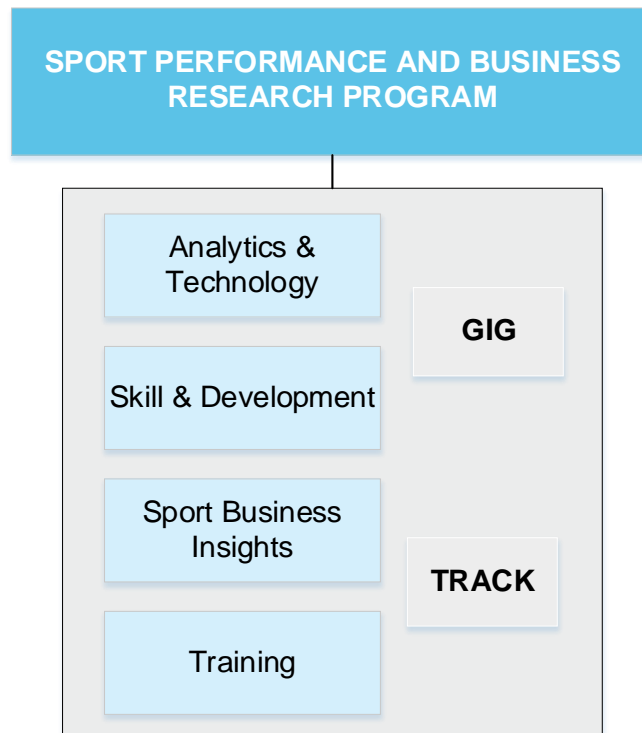 SPORT PERFORMANCE AND BUSINESS
RESEARCH PROGRAM
Analytics &
Technology
GIG
Skill & Development
Sport Business
Insights
TRACK
Training